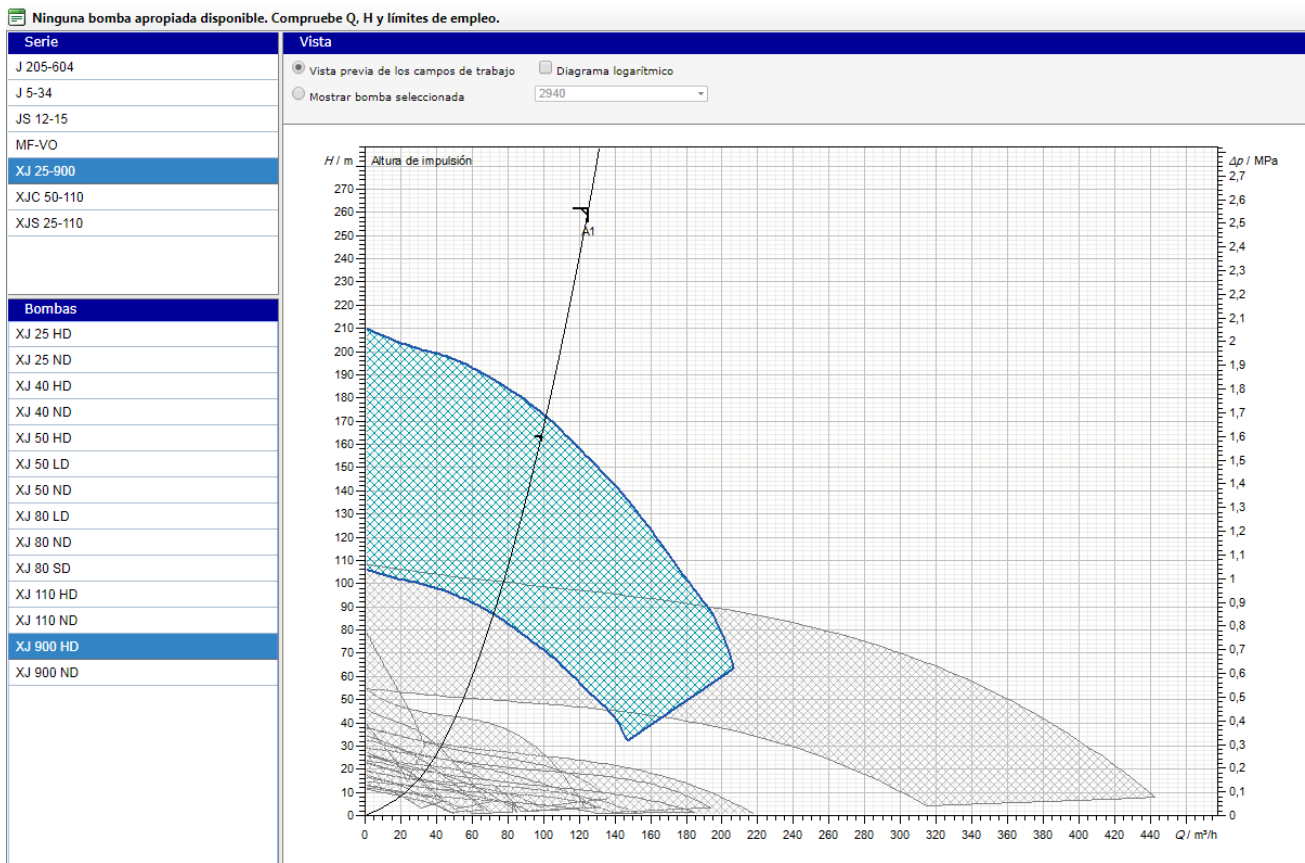 Ninguna bomba apropiada disponible. Compruebe Q, H y límites de empleo.
Serie
J 205-604
J 5-34
JS 12-15
MF-VO
XJ 25-900
XJC 50-110
XJS 25-110
Bombas
XJ 25 HD
XJ 25 ND
XJ 40 HD
XJ 40 ND
XJ 50 HD
XJ 50 LD
XJ 50 ND
XJ 80 LD
XJ 80 ND
XJ 80 SD
XJ 110 HD
XJ 110 ND
XJ 900 HD
XJ 900 ND
Vista
Vista previa de los campos de trabajo
Diagrama logarítmico
Mostrar bomba seleccionada
2940
H / m
Altura de impulsión
Δp / MPa
270
260
250
240
230
220
210
200
190
180
170
160
150
140
130
120
110
100
90
80
70
60
50
40
30
20
10
0
A1
2,7
2,6
2,5
2,4
2,3
2,2
2,1
2
1,9
1,8
1,7
1,6
1,5
1,4
1,3
1,2
1,1
1
0,9
0,8
0,7
0,6
0,5
0,4
0,3
0,2
0,1
0
0 20 40 60 80 100 120 140 160 180 200 220 240 260 280 300 320 340 360 380 400 420 440 Q / m³/h